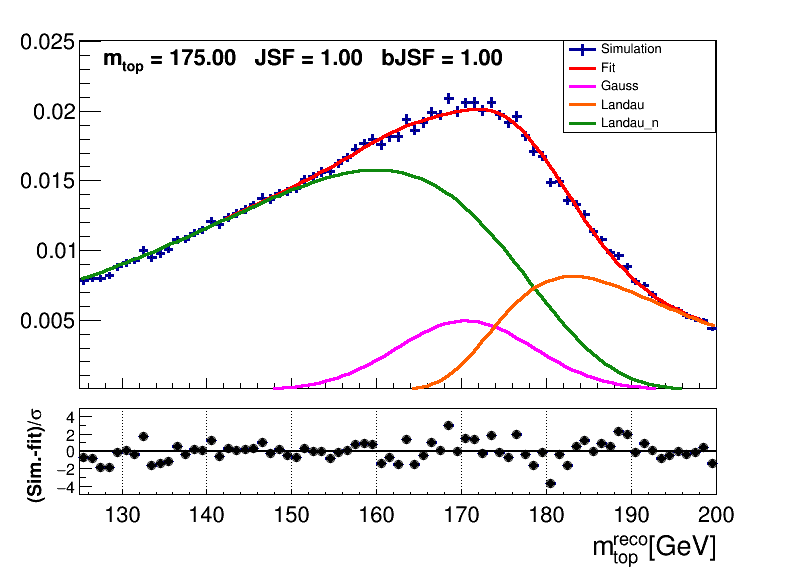 0.025
m_top = 175.00 JSF = 1.00 bJSF = 1.00
Simulation
Fit
Gauss
Landau
Landau_n
0.02
0.015
0.01
0.005
(Sim.-fit)/σ
4
2
0
−2
−4
130 140 150 160 170 180 190 200
m_top^reco[GeV]